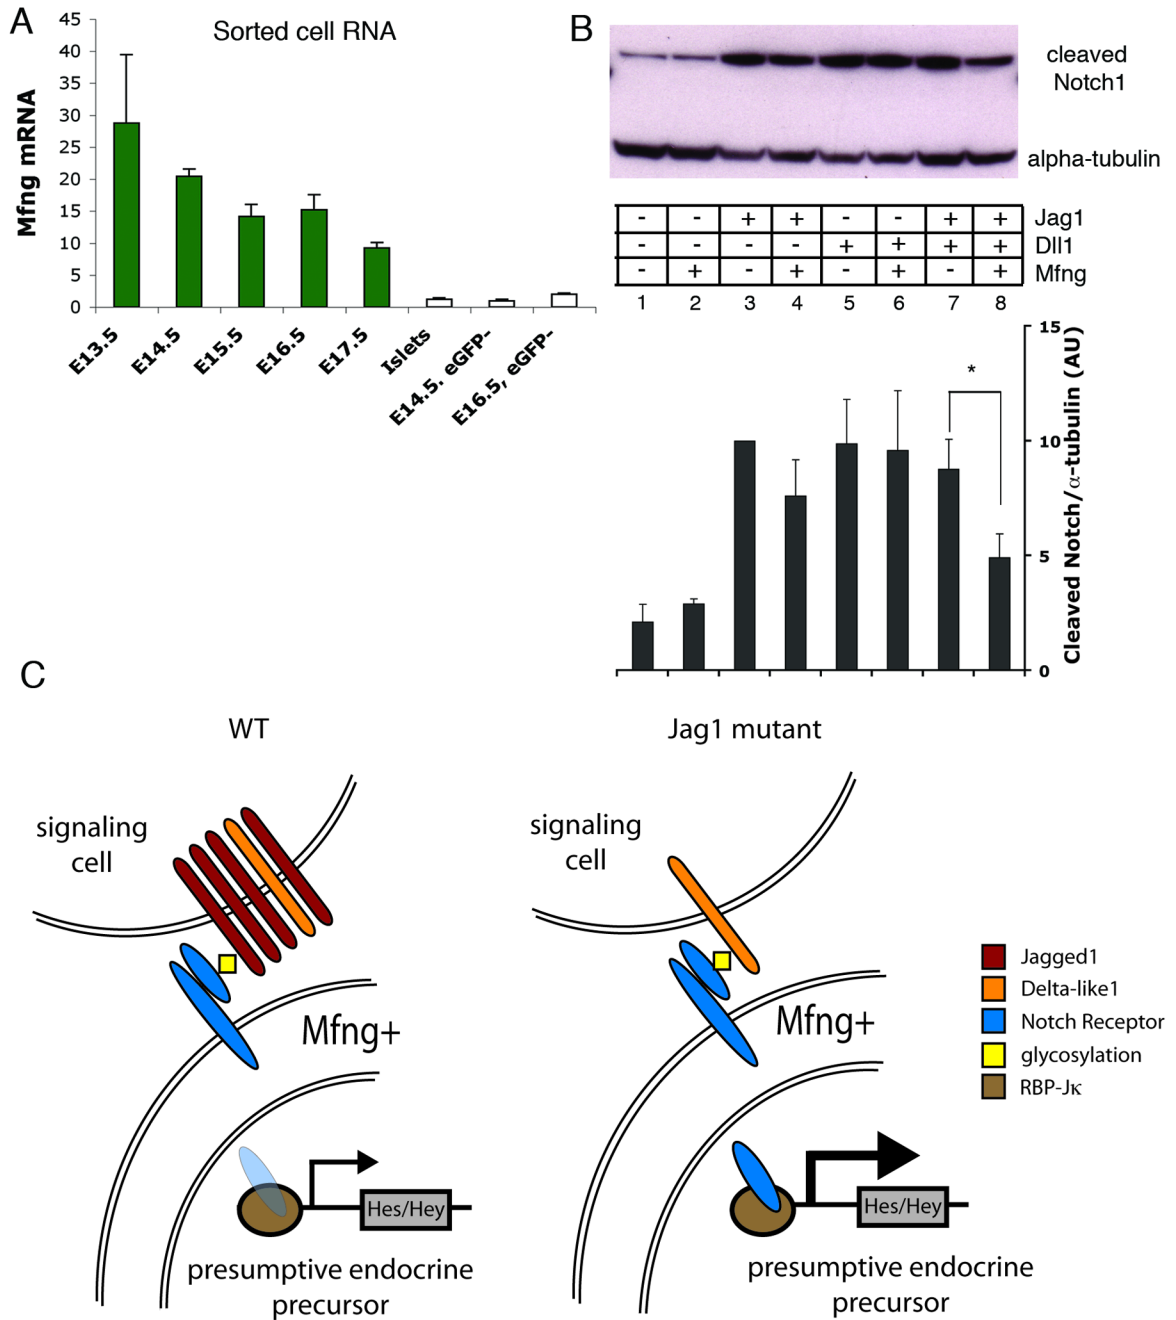 A
Sorted cell RNA
Mfng mRNA
45
40
35
30
25
20
15
10
5
0
E13.5
E14.5
E15.5
E16.5
E17.5
Islets
E14.5. eGFP-
E16.5, eGFP-
B
cleaved
Notch1
alpha-tubulin
- - + + - - + + Jag1
- - - - + + + + Dll1
- + - + - + - + Mfng
1 2 3 4 5 6 7 8
15
10
5
0
*
Cleaved Notch/α-tubulin (AU)
C
WT
signaling
cell
Mfng+
Hes/Hey
presumptive endocrine
precursor
Jag1 mutant
signaling
cell
Mfng+
Hes/Hey
presumptive endocrine
precursor
Jagged1
Delta-like1
Notch Receptor
glycosylation
RBP-Jκ